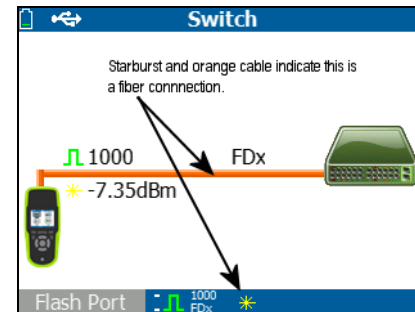 Switch
Starburst and orange cable indicate this is
a fiber connnection.
1000 FDx
-7.35dBm
Flash Port 1000
FDx